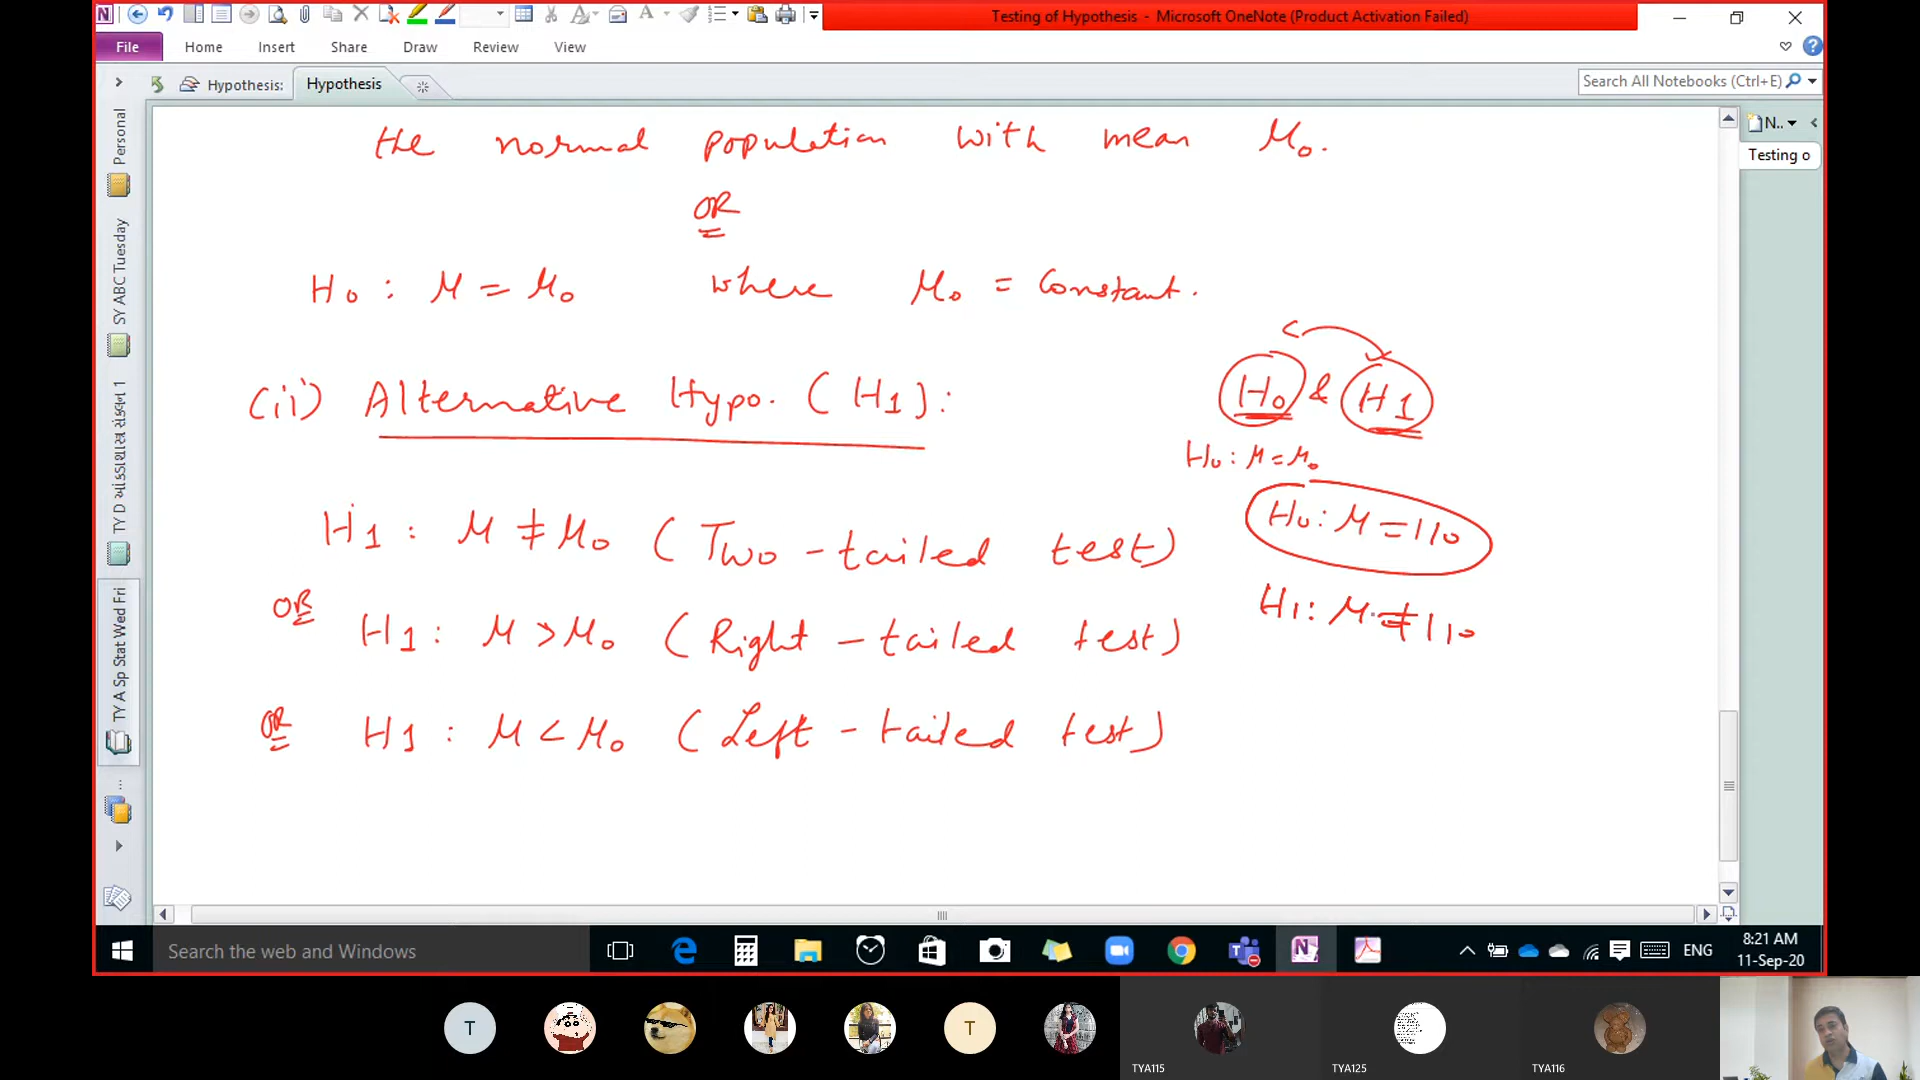 Testing of Hypothesis - Microsoft OneNote (Product Activation Failed)
File Home Insert Share Draw Review View
Hypothesis: Hypothesis
Search All Notebooks (Ctrl+E)
N..
Testing o
Personal
SY ABC Tuesday
TY A Sp Stat Wed Fri
the normal population with mean μ₀.
OR
H₀ : μ = μ₀ where μ₀ = Constant.
(ii) Alternative Hypo. (H1) :
H₀ & H1
H₀ : μ = μ₀
H₀ : μ = 110
H1 : μ ≠ 110
H1 : μ ≠ μ₀ (Two - tailed test)
OR H1 : μ > μ₀ (Right - tailed test)
OR H1 : μ < μ₀ (Left - tailed test)
Search the web and Windows
ENG
8:21 AM
11-Sep-20
T
T
TYA115
TYA125
TYA116